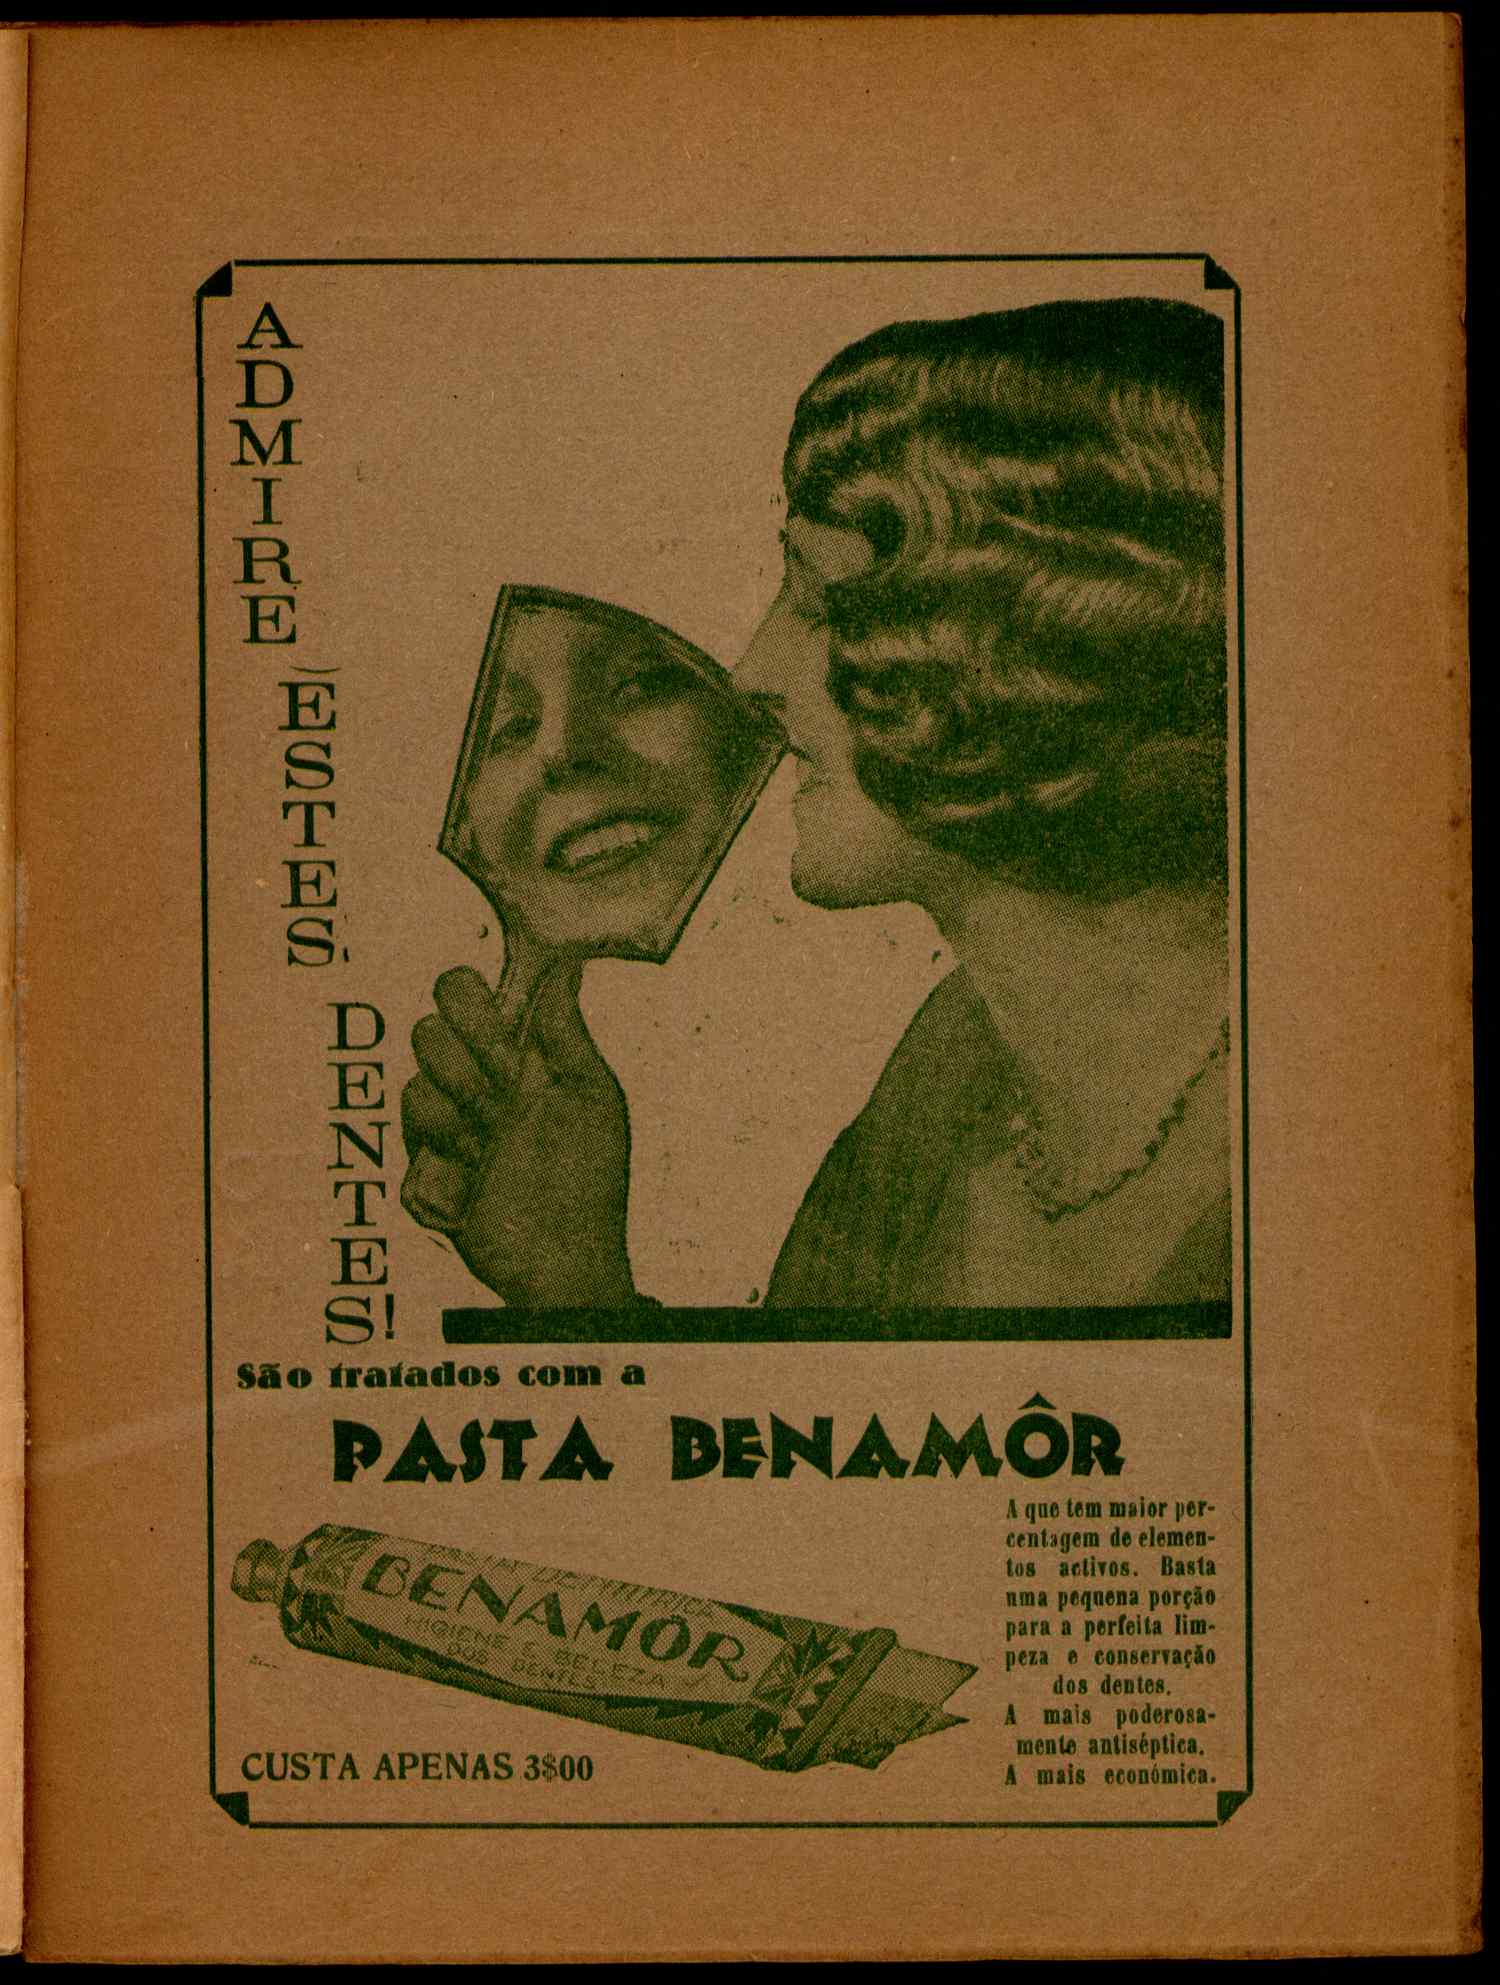 ADMIRE
ÊSTES
DENTES!
São tratados com a
PASTA BENAMÔR
A que tem maior per-
centagem de elemen-
tos activos. Basta
uma pequena porção
para a perfeita lim-
peza e conservação
dos dentes.
A mais poderosa-
mente antiséptica.
A mais económica.
DENTIFRICA
BENAMÔR
HIGIENE E BELEZA
DOS DENTES
CUSTA APENAS 3$00